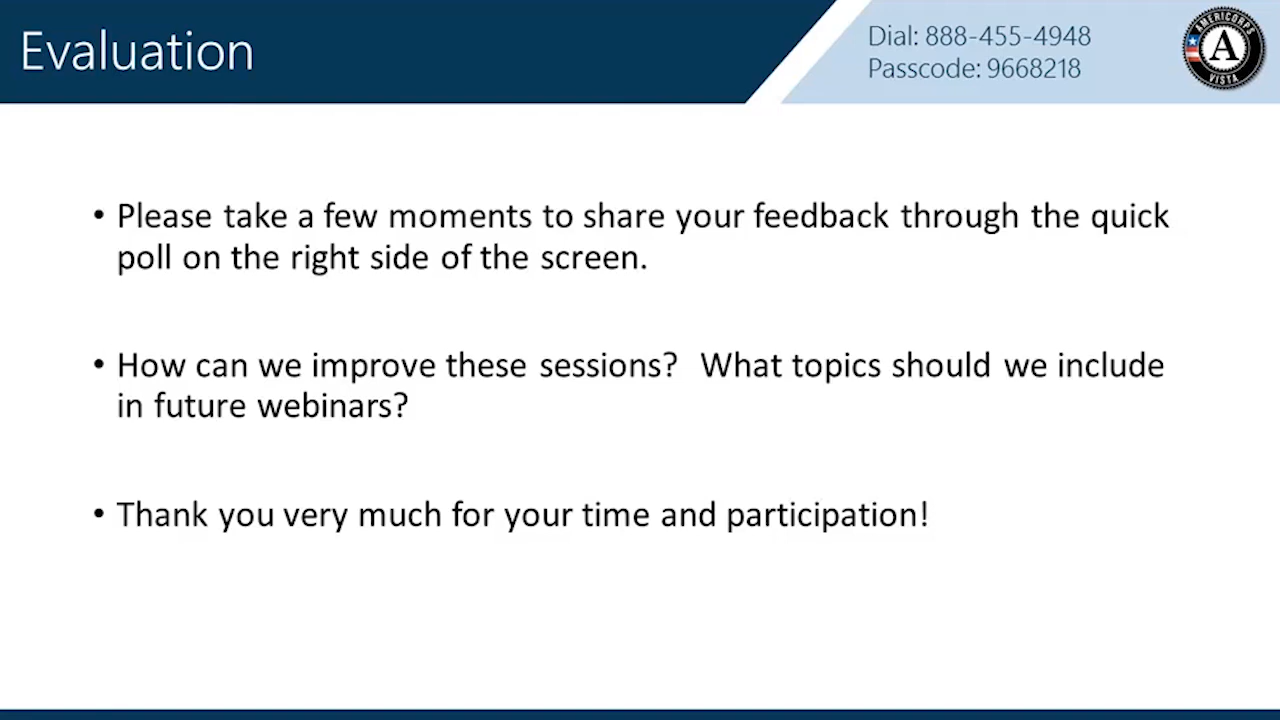 Evaluation
Dial: 888-455-4948
Passcode: 9668218
AMERICORPS
A
VISTA
• Please take a few moments to share your feedback through the quick
poll on the right side of the screen.
• How can we improve these sessions?  What topics should we include
in future webinars?
• Thank you very much for your time and participation!